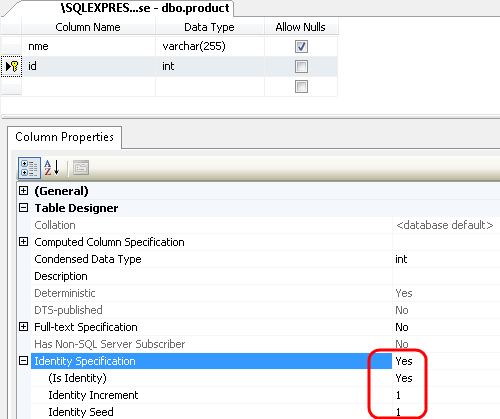 \SQLEXPRES...se - dbo.product
Column Name Data Type Allow Nulls
nme varchar(255)
id int
Column Properties
(General)
Table Designer
Collation <database default>
Computed Column Specification
Condensed Data Type int
Description
Deterministic Yes
DTS-published No
Full-text Specification No
Has Non-SQL Server Subscriber No
Identity Specification Yes
(Is Identity) Yes
Identity Increment 1
Identity Seed 1